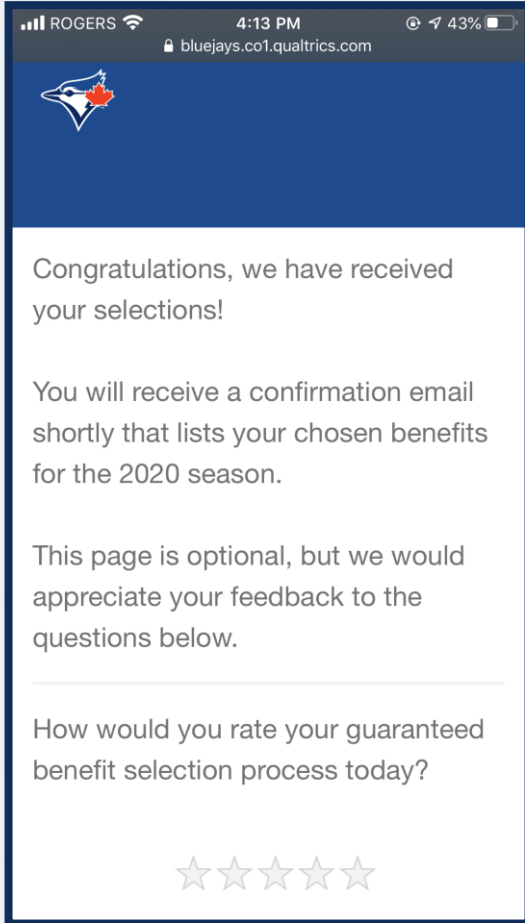 ROGERS 4:13 PM 43%
bluejays.co1.qualtrics.com
Congratulations, we have received
your selections!
You will receive a confirmation email
shortly that lists your chosen benefits
for the 2020 season.
This page is optional, but we would
appreciate your feedback to the
questions below.
How would you rate your guaranteed
benefit selection process today?